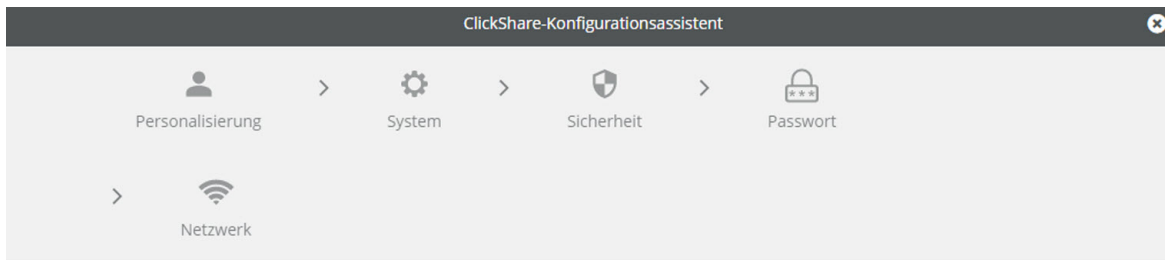 ClickShare-Konfigurationsassistent
Personalisierung
System
Sicherheit
***
Passwort
Netzwerk